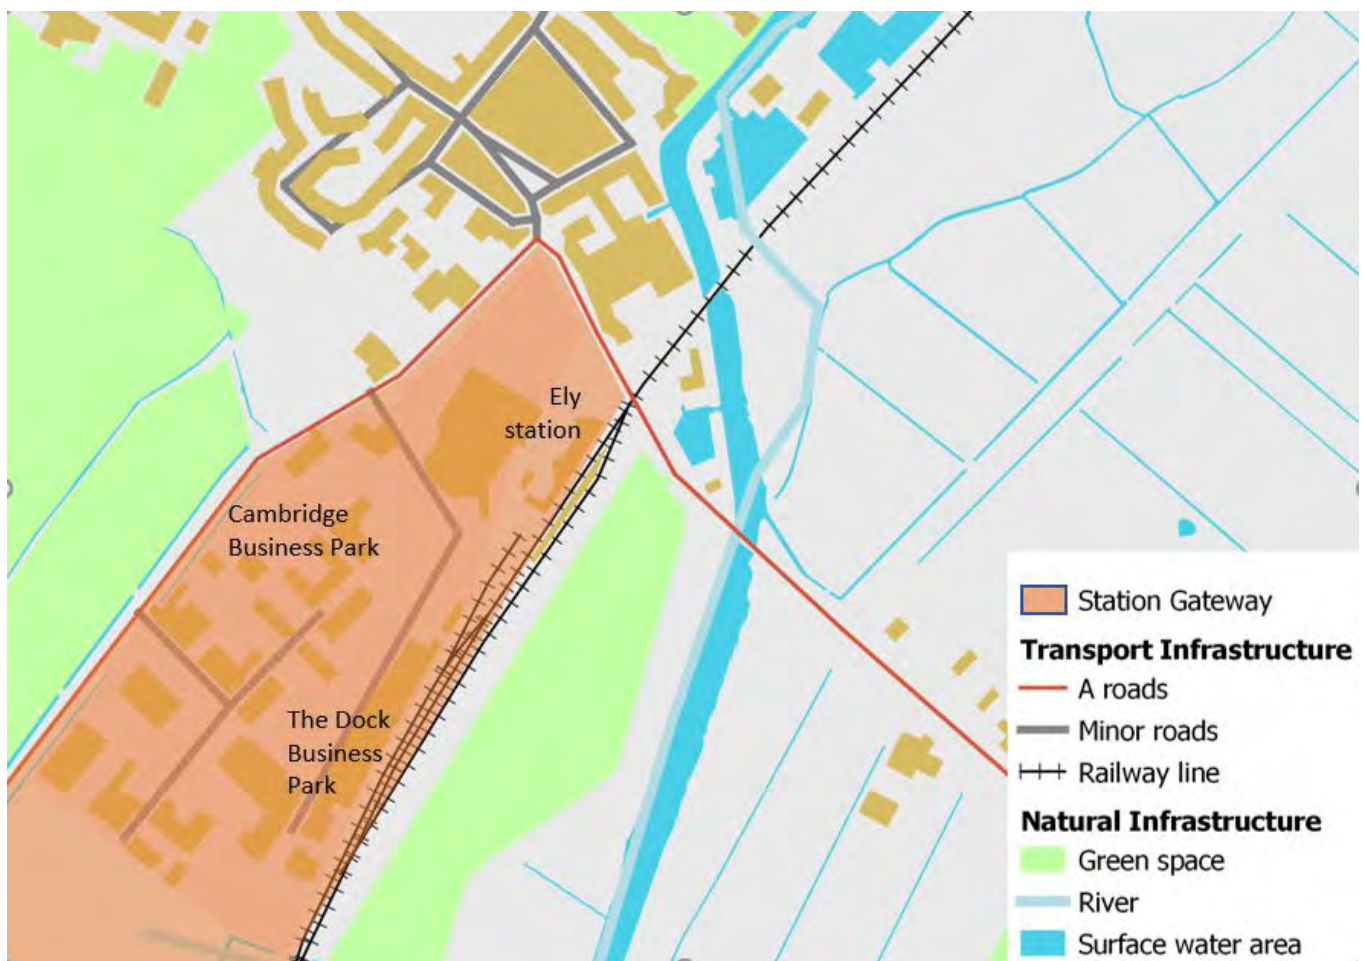 Ely
station
Cambridge
Business Park
The Dock
Business
Park
Station Gateway
Transport Infrastructure
A roads
Minor roads
Railway line
Natural Infrastructure
Green space
River
Surface water area